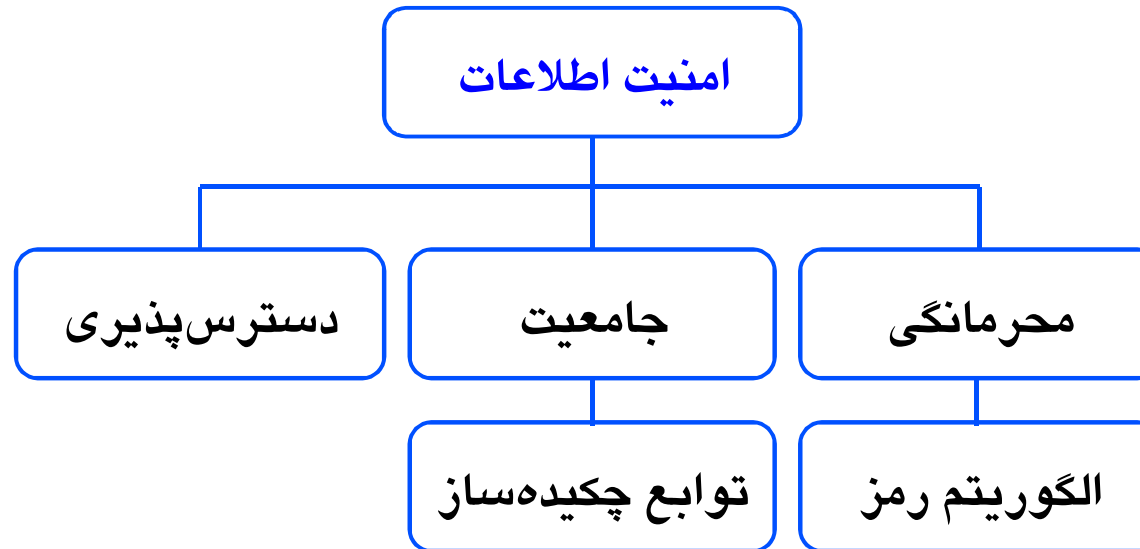 امنیت اطلاعات
محرمانگی
جامعیت
دسترس‌پذیری
الگوریتم رمز
توابع چکیده‌ساز